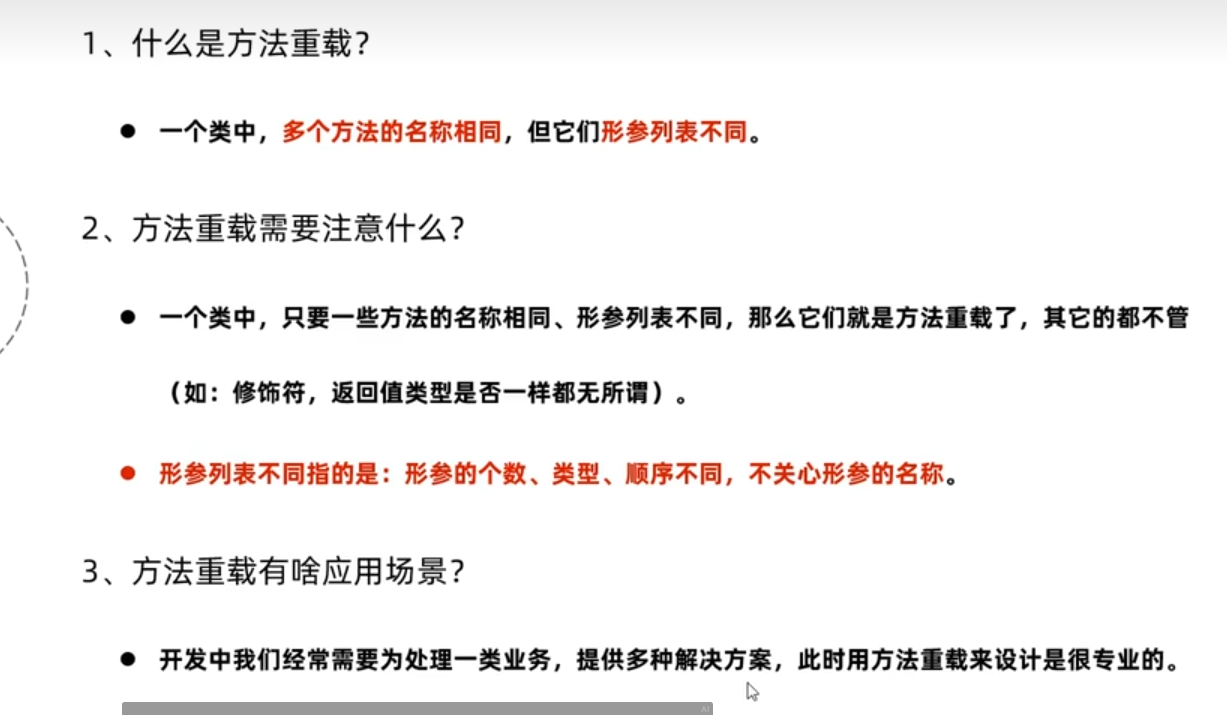 1、什么是方法重载?
● 一个类中，多个方法的名称相同，但它们形参列表不同。
2、方法重载需要注意什么?
● 一个类中，只要一些方法的名称相同、形参列表不同，那么它们就是方法重载了，其它的都不管
（如：修饰符，返回值类型是否一样都无所谓）。
● 形参列表不同指的是：形参的个数、类型、顺序不同，不关心形参的名称。
3、方法重载有啥应用场景?
● 开发中我们经常需要为处理一类业务，提供多种解决方案，此时用方法重载来设计是很专业的。
AI